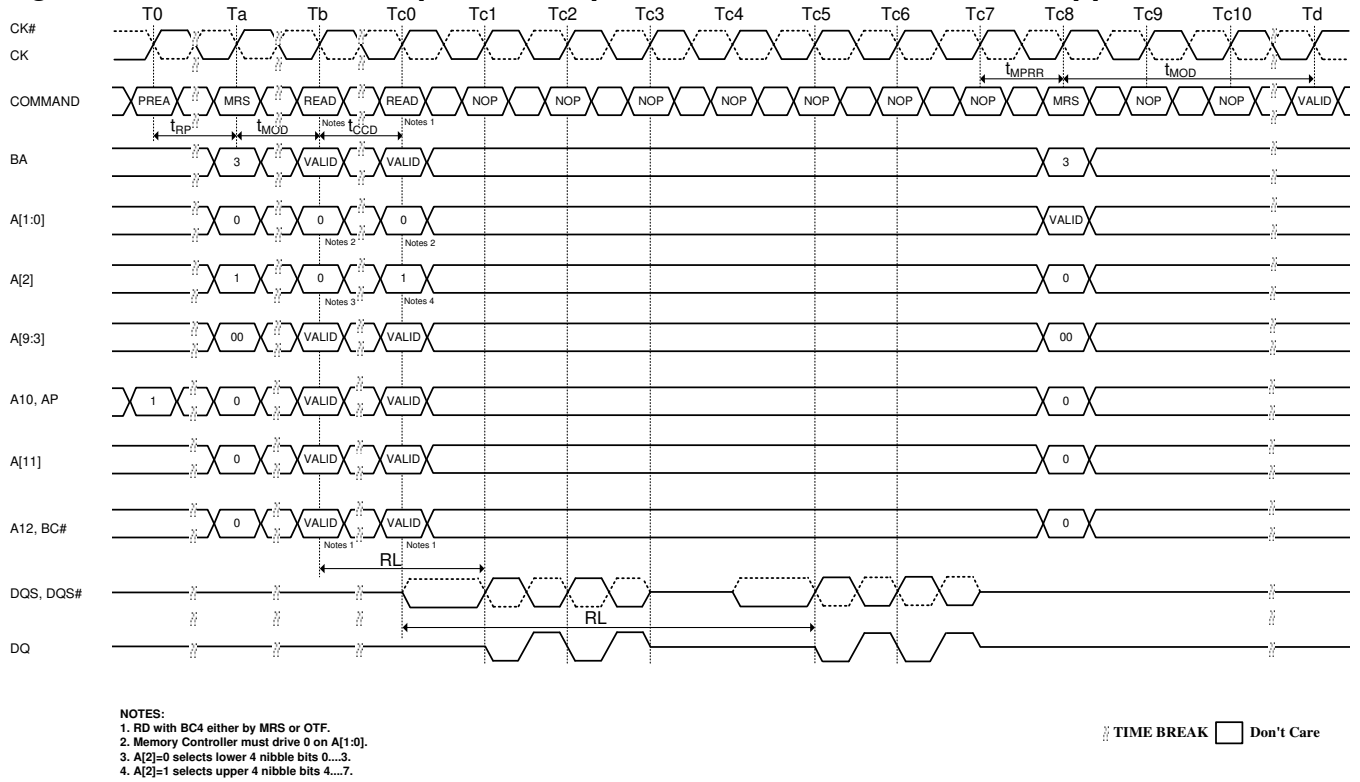 T0 Ta Tb Tc0 Tc1 Tc2 Tc3 Tc4 Tc5 Tc6 Tc7 Tc8 Tc9 Tc10 Td
CK#
CK
tMPRR tMOD
COMMAND PREA MRS READ READ NOP NOP NOP NOP NOP NOP NOP MRS NOP NOP VALID
Notes 1 Notes 1
tRP tMOD tCCD
BA 3 VALID VALID 3
A[1:0] 0 0 0 VALID
Notes 2 Notes 2
A[2] 1 0 1 0
Notes 3 Notes 4
A[9:3] 00 VALID VALID 00
A10, AP 1 0 VALID VALID 0
A[11] 0 VALID VALID 0
A12, BC# 0 VALID VALID 0
Notes 1 Notes 1
RL
DQS, DQS#
RL
DQ
NOTES:
1. RD with BC4 either by MRS or OTF.
2. Memory Controller must drive 0 on A[1:0].
3. A[2]=0 selects lower 4 nibble bits 0....3.
4. A[2]=1 selects upper 4 nibble bits 4....7.
TIME BREAK Don't Care